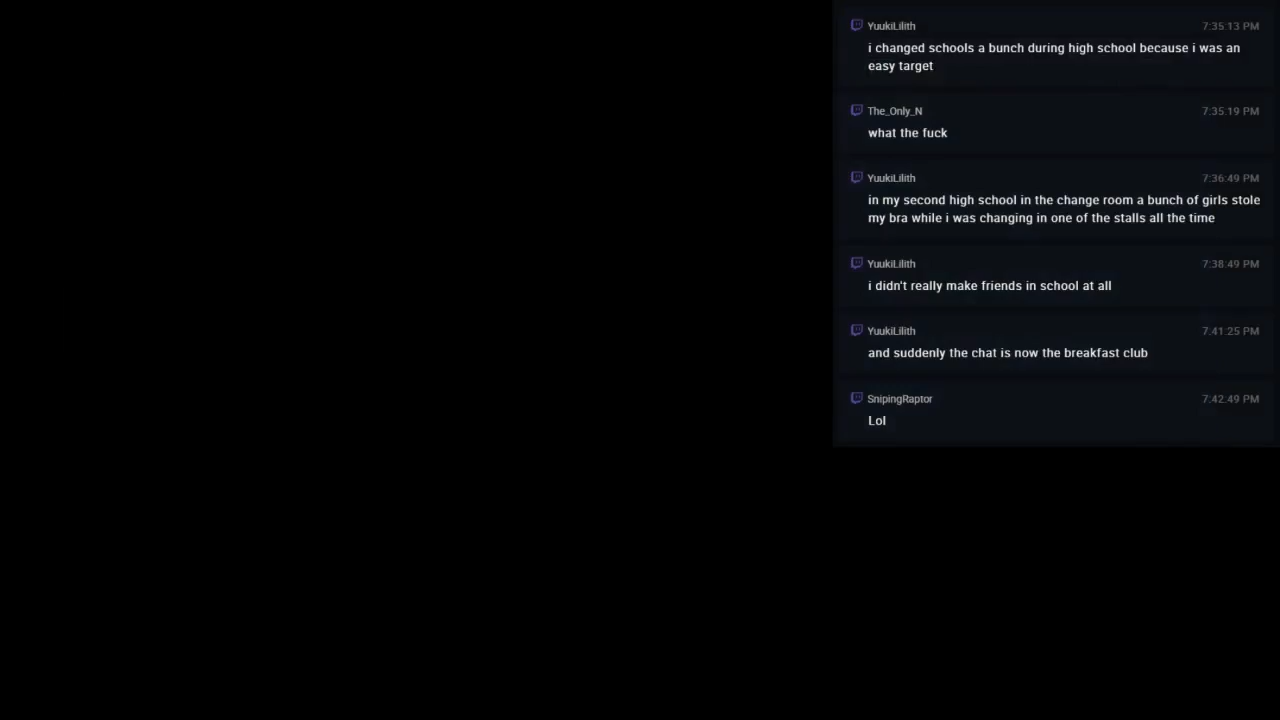 YuukiLilith 7:35:13 PM
i changed schools a bunch during high school because i was an
easy target
The_Only_N 7:35:19 PM
what the fuck
YuukiLilith 7:36:49 PM
in my second high school in the change room a bunch of girls stole
my bra while i was changing in one of the stalls all the time
YuukiLilith 7:38:49 PM
i didn't really make friends in school at all
YuukiLilith 7:41:25 PM
and suddenly the chat is now the breakfast club
SnipingRaptor 7:42:49 PM
Lol